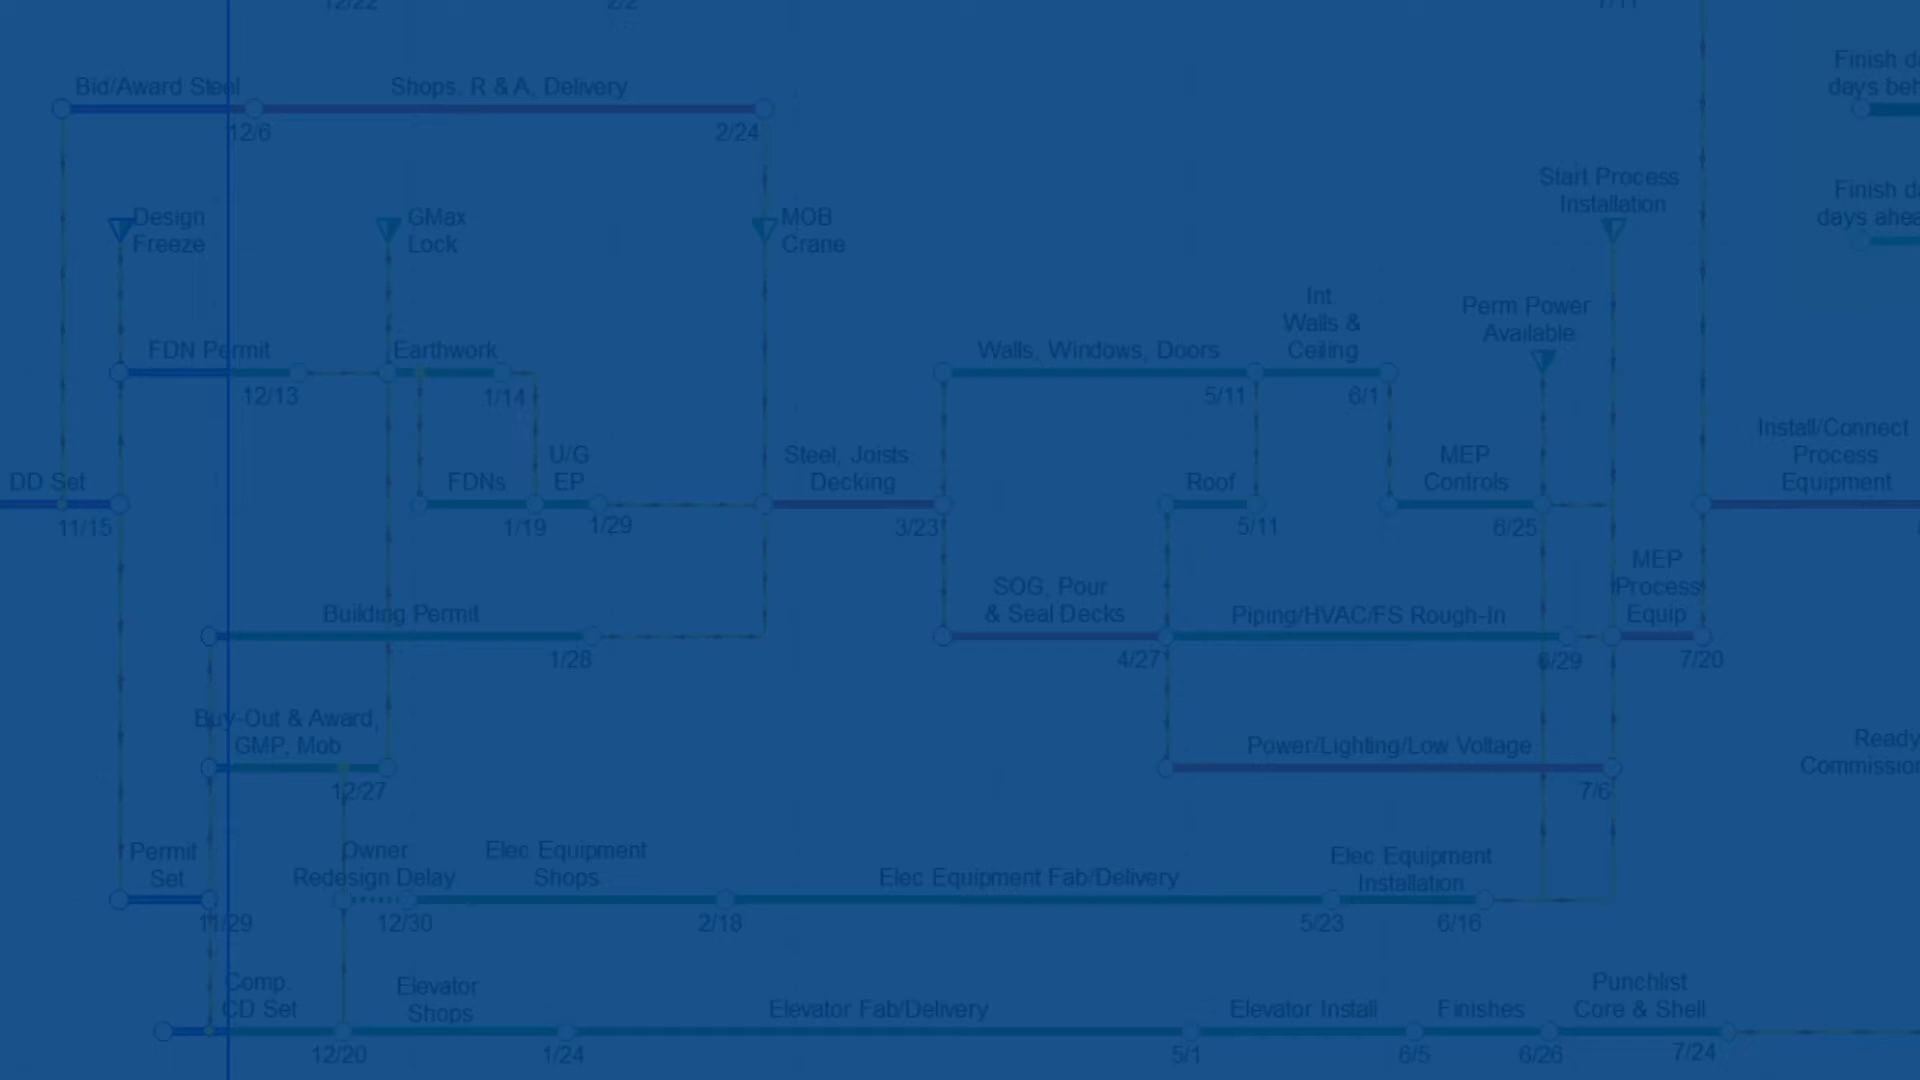 12/22
2/2
7/11
Finish d
days beh
Bid/Award Steel
Shops, R & A, Delivery
12/6
2/24
Start Process
Installation
Finish d
days ahea
Design
Freeze
GMax
Lock
MOB
Crane
Int
Walls &
Ceiling
Perm Power
Available
FDN Permit
Earthwork
Walls, Windows, Doors
12/13
1/14
5/11
6/1
Install/Connect
Process
Equipment
DD Set
FDNs
U/G
EP
Steel, Joists,
Decking
Roof
MEP
Controls
11/15
1/19
1/29
3/23
5/11
6/25
MEP
Process
Equip
SOG, Pour
& Seal Decks
Building Permit
Piping/HVAC/FS Rough-In
1/28
4/27
6/29
7/20
Buy-Out & Award,
GMP, Mob
Power/Lighting/Low Voltage
Ready
Commission
12/27
7/6
Permit
Set
Owner
Redesign Delay
Elec Equipment
Shops
Elec Equipment Fab/Delivery
Elec Equipment
Installation
11/29
12/30
2/18
5/23
6/16
Comp.
CD Set
Elevator
Shops
Elevator Fab/Delivery
Elevator Install
Finishes
Punchlist
Core & Shell
12/20
1/24
5/1
6/5
6/26
7/24